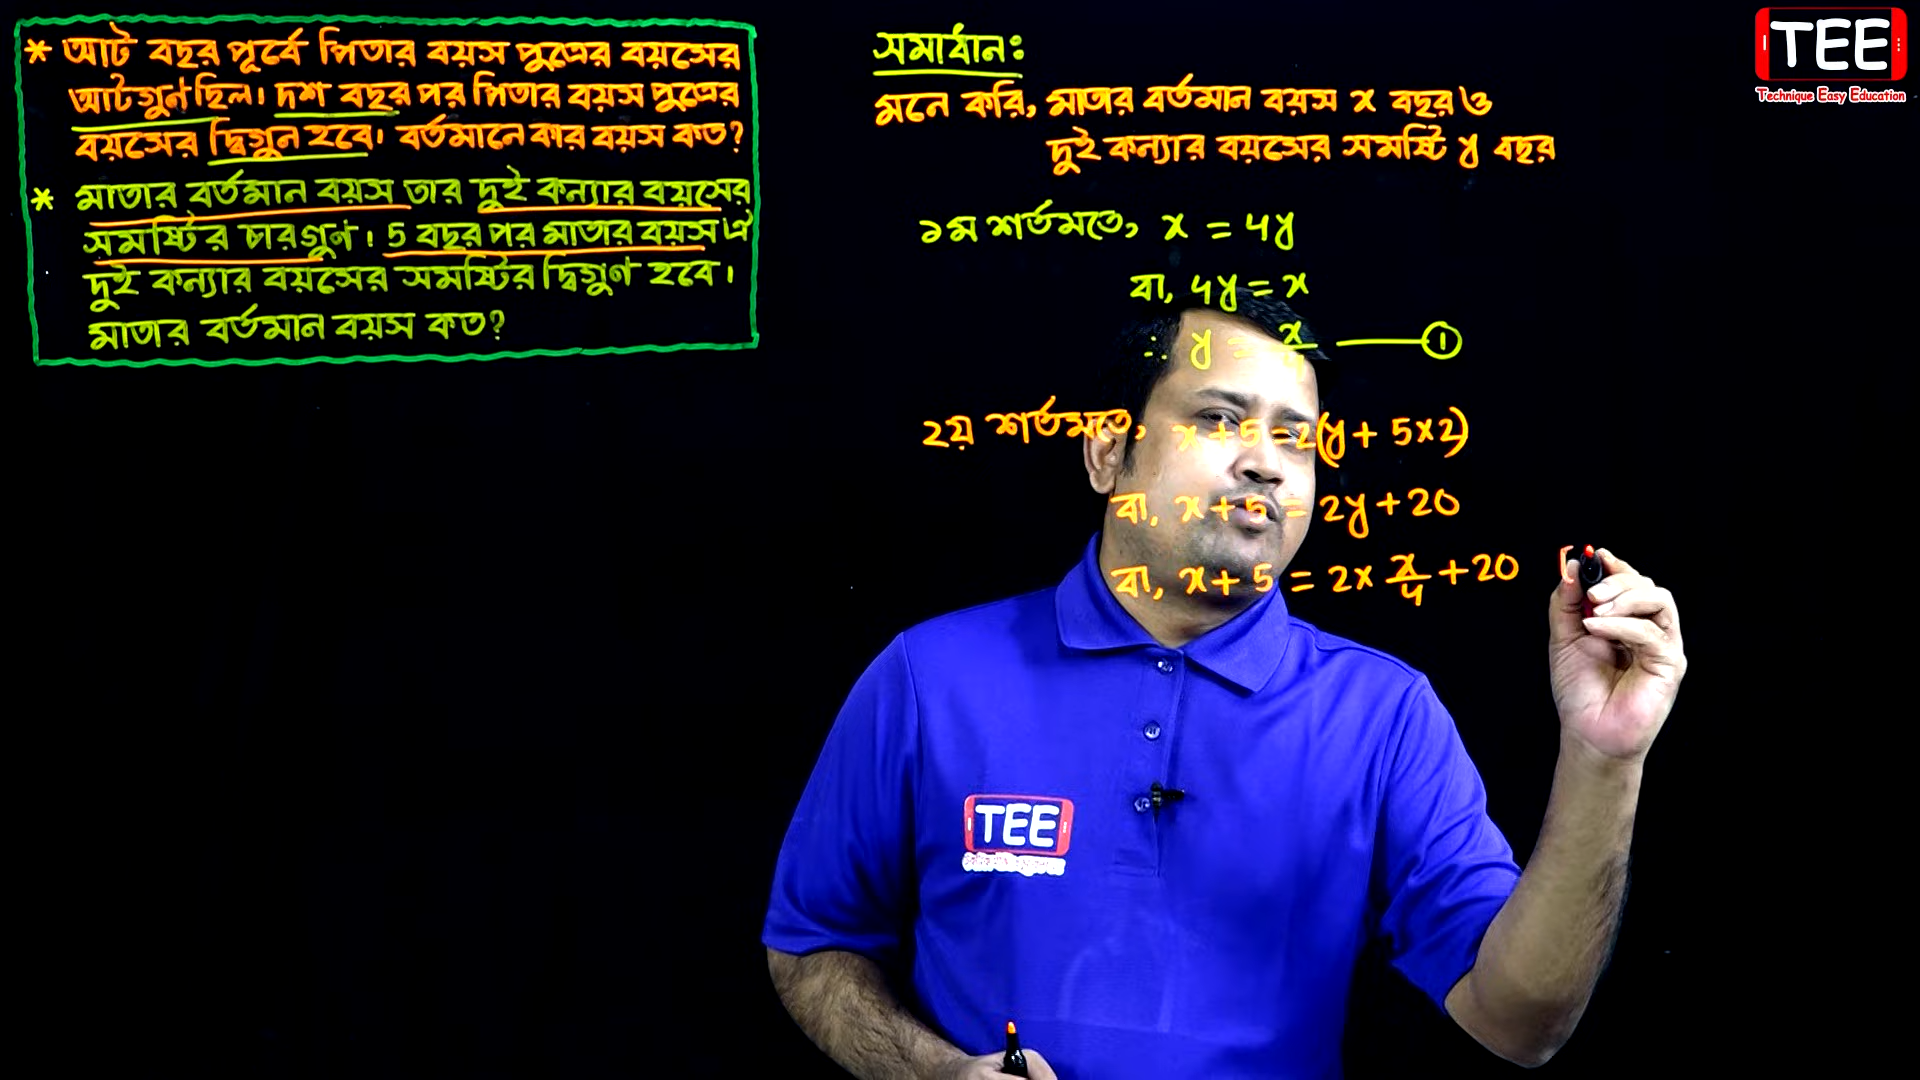 * আট বছর পূর্বে পিতার বয়স পুত্রের বয়সের
আটগুণ ছিল। দশ বছর পর পিতার বয়স পুত্রের
বয়সের দ্বিগুন হবে। বর্তমানে কার বয়স কত?
* মাতার বর্তমান বয়স তার দুই কন্যার বয়সের
সমষ্টির চারগুণ। 5 বছর পর মাতার বয়স ঐ
দুই কন্যার বয়সের সমষ্টির দ্বিগুণ হবে।
মাতার বর্তমান বয়স কত?
সমাধান:
মনে করি, মাতার বর্তমান বয়স x বছর ও
দুই কন্যার বয়সের সমষ্টি y বছর
১ম শর্তমতে, x = 4y
বা, 4y = x
∴ y = x/4 —— ①
২য় শর্তমতে, x+5=2(y+5×2)
বা, x+5 = 2y+20
বা, x+5 = 2× x/4 +20 [
TEE
Technique Easy Education
TEE